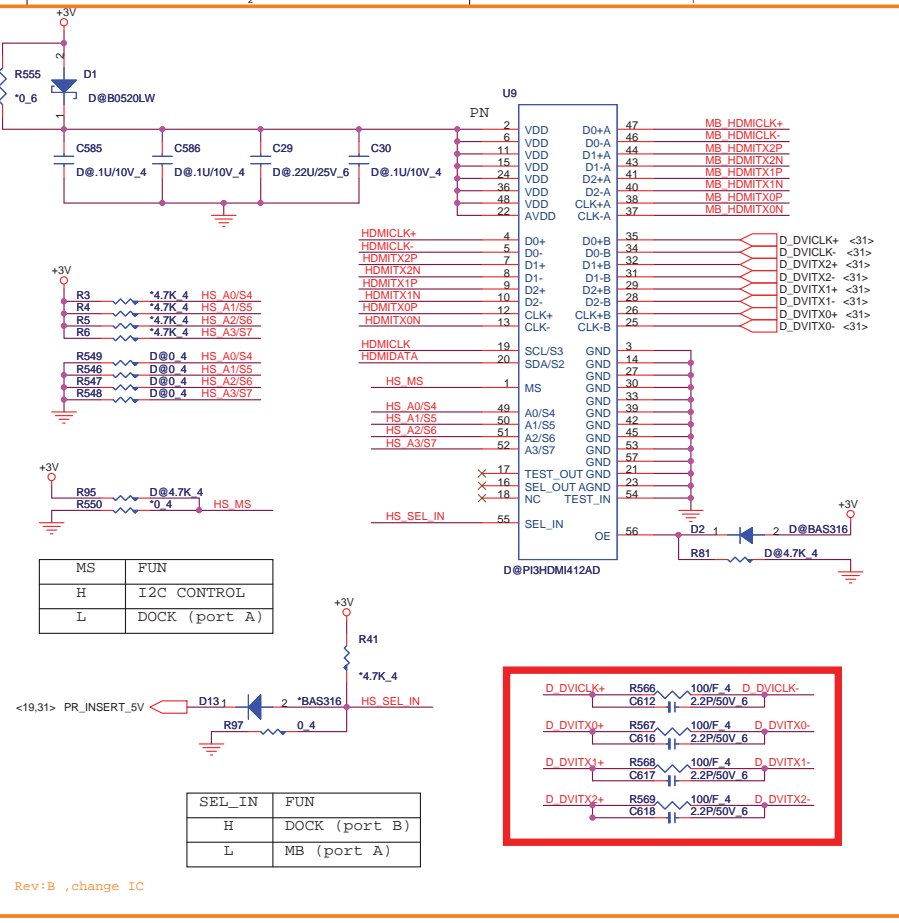 2
+3V
2
R555
D1
*0_6
D@B0520LW
1
C585
C586
C29
C30
D@.1U/10V_4
D@.1U/10V_4
D@.22U/25V_6
D@.1U/10V_4
U9
PN
2 VDD D0+A 47 MB_HDMICLK+
6 VDD D0-A 46 MB_HDMICLK-
11 VDD D1+A 44 MB_HDMITX2P
15 VDD D1-A 43 MB_HDMITX2N
24 VDD D2+A 41 MB_HDMITX1P
36 VDD D2-A 40 MB_HDMITX1N
48 VDD CLK+A 38 MB_HDMITX0P
22 AVDD CLK-A 37 MB_HDMITX0N
HDMICLK+ 4 D0+ D0+B 35 D_DVICLK+ <31>
HDMICLK- 5 D0- D0-B 34 D_DVICLK- <31>
HDMITX2P 7 D1+ D1+B 32 D_DVITX2+ <31>
HDMITX2N 8 D1- D1-B 31 D_DVITX2- <31>
HDMITX1P 9 D2+ D2+B 29 D_DVITX1+ <31>
HDMITX1N 10 D2- D2-B 28 D_DVITX1- <31>
HDMITX0P 12 CLK+ CLK+B 26 D_DVITX0+ <31>
HDMITX0N 13 CLK- CLK-B 25 D_DVITX0- <31>
HDMICLK 19 SCL/S3 GND 3
HDMIDATA 20 SDA/S2 GND 14
GND 27
HS_MS 1 MS GND 30
GND 33
HS_A0/S4 49 A0/S4 GND 39
HS_A1/S5 50 A1/S5 GND 42
HS_A2/S6 51 A2/S6 GND 45
HS_A3/S7 52 A3/S7 GND 53
GND 57
17 TEST_OUT GND 21
16 SEL_OUT AGND 23
18 NC TEST_IN 54
HS_SEL_IN 55 SEL_IN
OE 56
D@PI3HDMI412AD
+3V
D2 1 2 D@BAS316
R81 D@4.7K_4
+3V
R3 *4.7K_4 HS_A0/S4
R4 *4.7K_4 HS_A1/S5
R5 *4.7K_4 HS_A2/S6
R6 *4.7K_4 HS_A3/S7
R549 D@0_4 HS_A0/S4
R546 D@0_4 HS_A1/S5
R547 D@0_4 HS_A2/S6
R548 D@0_4 HS_A3/S7
+3V
R95 D@4.7K_4
R550 *0_4 HS_MS
MS FUN
H I2C CONTROL
L DOCK (port A)
+3V
R41
*4.7K_4
<19,31> PR_INSERT_5V D13 1 2 *BAS316 HS_SEL_IN
R97 0_4
SEL_IN FUN
H DOCK (port B)
L MB (port A)
D_DVICLK+ R566 100/F_4 D_DVICLK-
C612 2.2P/50V_6
D_DVITX0+ R567 100/F_4 D_DVITX0-
C616 2.2P/50V_6
D_DVITX1+ R568 100/F_4 D_DVITX1-
C617 2.2P/50V_6
D_DVITX2+ R569 100/F_4 D_DVITX2-
C618 2.2P/50V_6
Rev:B ,change IC